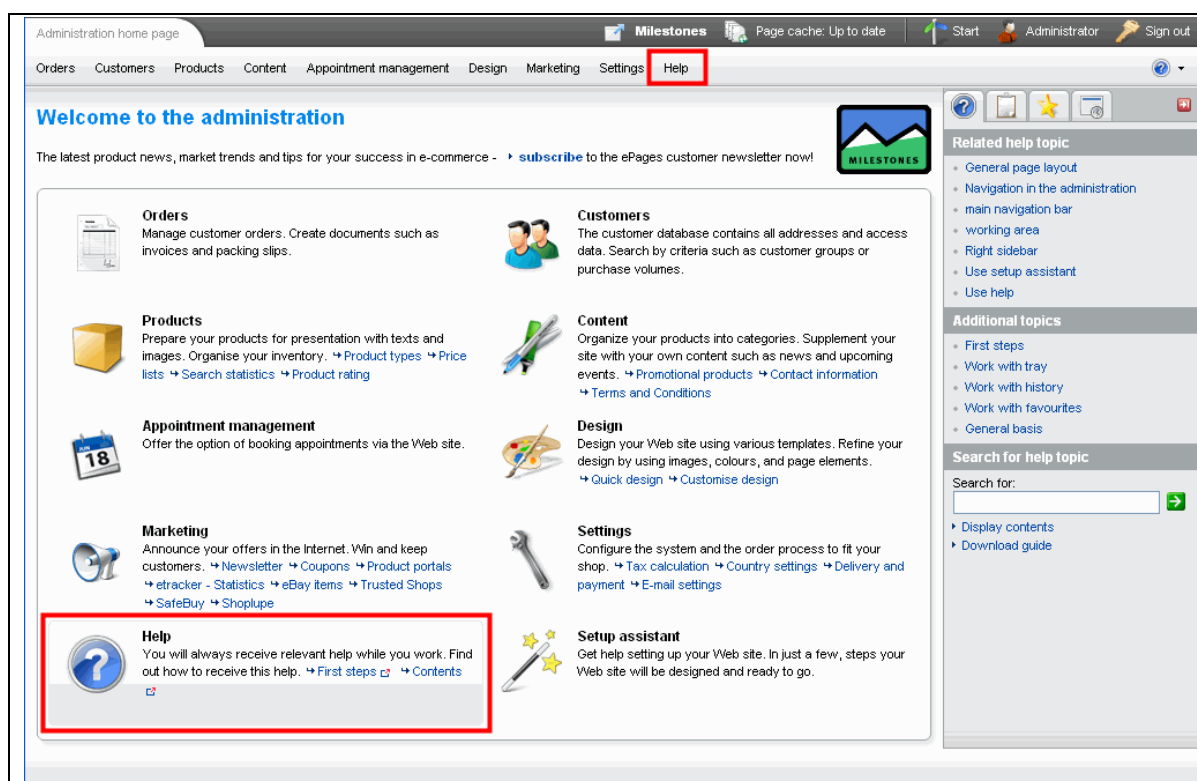 Administration home page
Milestones
Page cache: Up to date
Start
Administrator
Sign out
Orders Customers Products Content Appointment management Design Marketing Settings Help
Welcome to the administration
The latest product news, market trends and tips for your success in e-commerce - subscribe to the ePages customer newsletter now!
MILESTONES
Orders
Manage customer orders. Create documents such as
invoices and packing slips.
Customers
The customer database contains all addresses and access
data. Search by criteria such as customer groups or
purchase volumes.
Products
Prepare your products for presentation with texts and
images. Organise your inventory. Product types Price
lists Search statistics Product rating
Content
Organize your products into categories. Supplement your
site with your own content such as news and upcoming
events. Promotional products Contact information
Terms and Conditions
JUN
18
Appointment management
Offer the option of booking appointments via the Web site.
Design
Design your Web site using various templates. Refine your
design by using images, colours, and page elements.
Quick design Customise design
Marketing
Announce your offers in the Internet. Win and keep
customers. Newsletter Coupons Product portals
etracker - Statistics eBay items Trusted Shops
SafeBuy Shoplupe
Settings
Configure the system and the order process to fit your
shop. Tax calculation Country settings Delivery and
payment E-mail settings
Help
You will always receive relevant help while you work. Find
out how to receive this help. First steps Contents
Setup assistant
Get help setting up your Web site. In just a few, steps your
Web site will be designed and ready to go.
Related help topic
General page layout
Navigation in the administration
main navigation bar
working area
Right sidebar
Use setup assistant
Use help
Additional topics
First steps
Work with tray
Work with history
Work with favourites
General basis
Search for help topic
Search for:
Display contents
Download guide